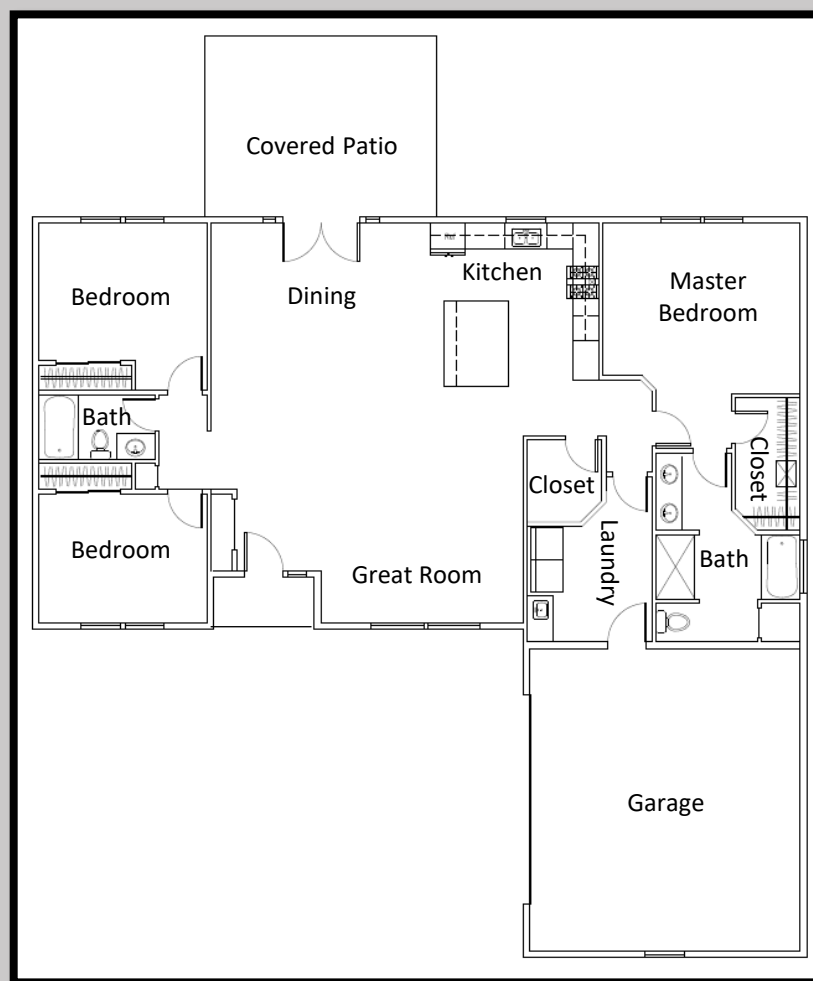 Covered Patio
Bedroom
Dining
Kitchen
Master
Bedroom
Bath
Closet
Closet
Bedroom
Great Room
Laundry
Bath
Garage